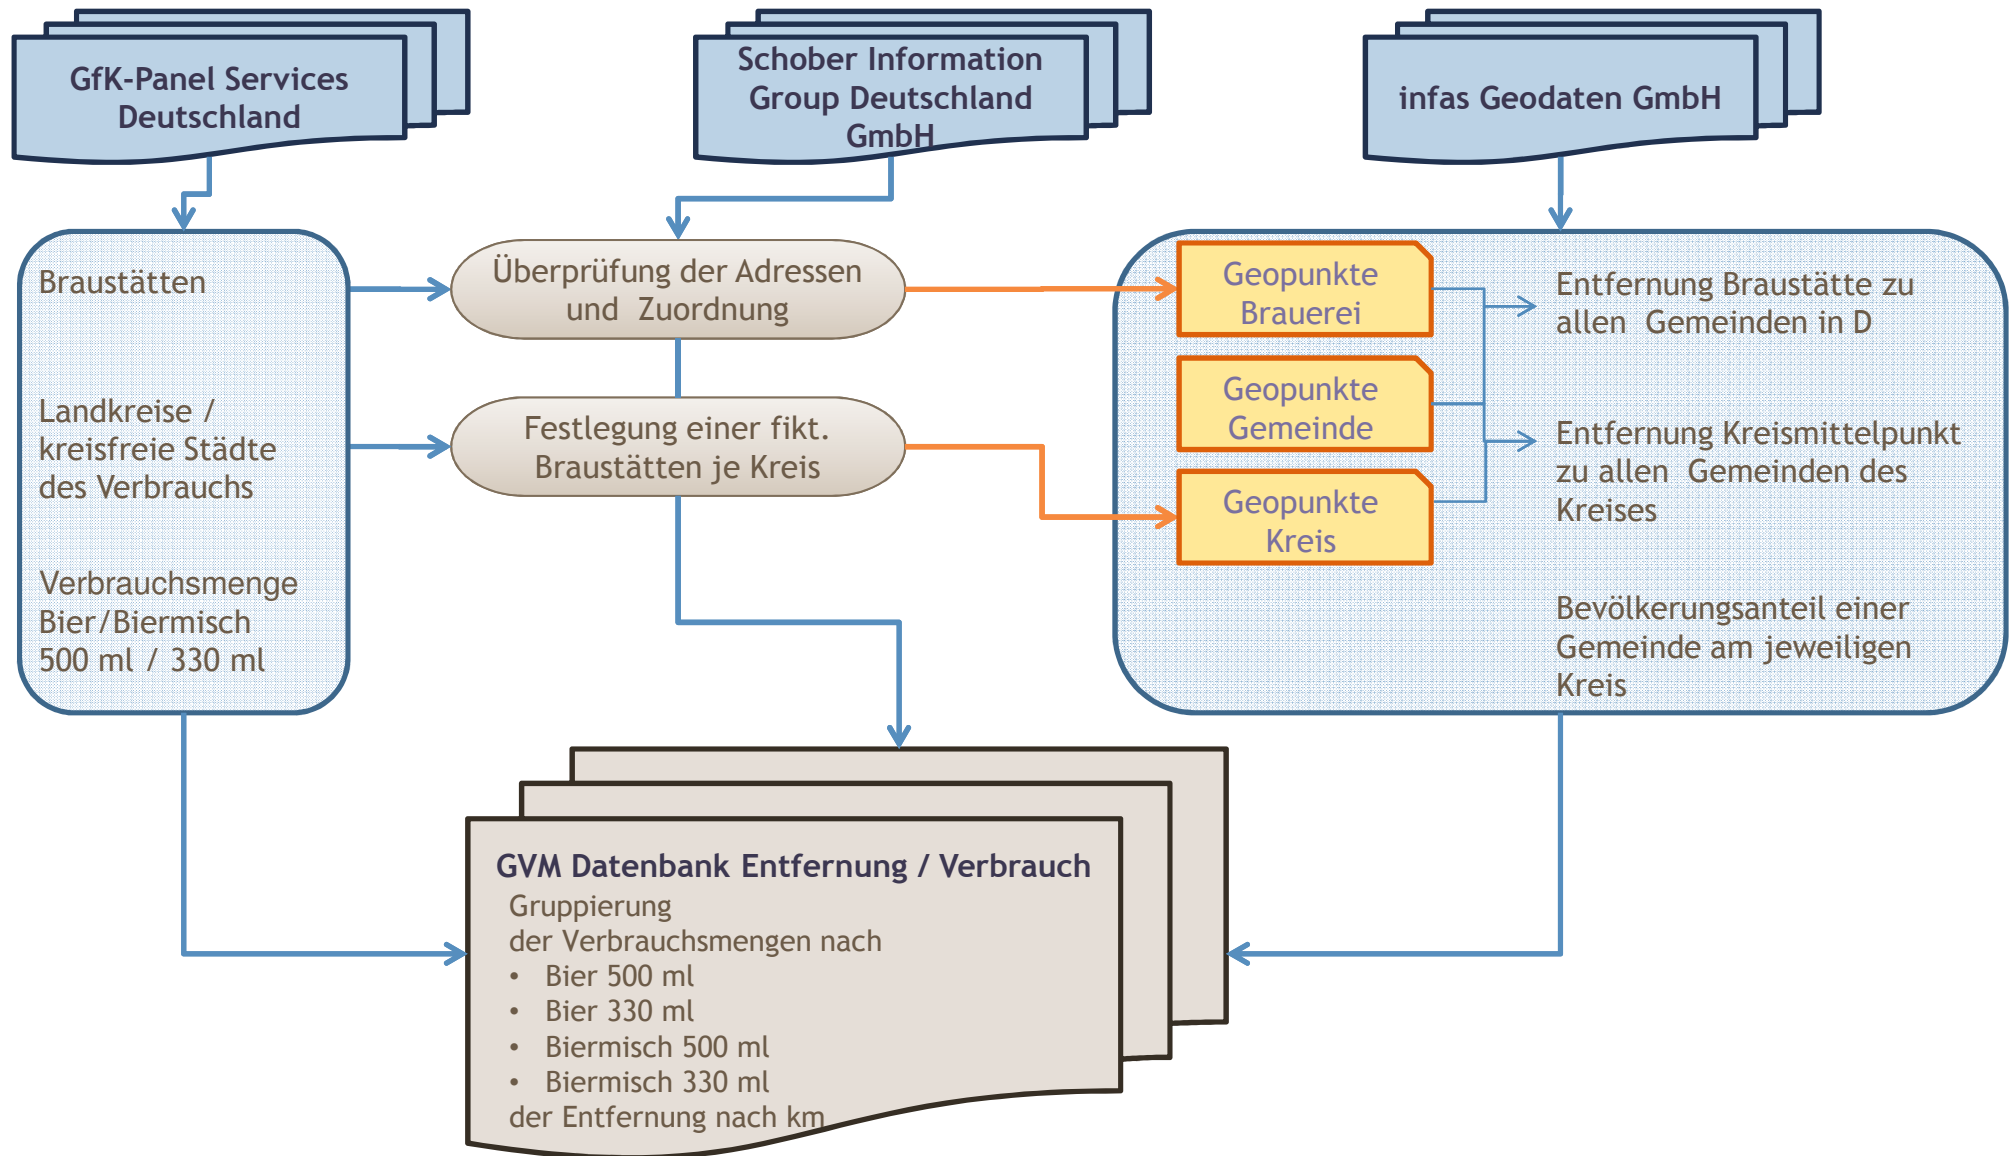 GfK-Panel Services
Deutschland
Schober Information
Group Deutschland
GmbH
infas Geodaten GmbH
Braustätten
Landkreise /
kreisfreie Städte
des Verbrauchs
Verbrauchsmenge
Bier/Biermisch
500 ml / 330 ml
Überprüfung der Adressen
und Zuordnung
Festlegung einer fikt.
Braustätten je Kreis
Geopunkte
Brauerei
Geopunkte
Gemeinde
Geopunkte
Kreis
Entfernung Braustätte zu
allen Gemeinden in D
Entfernung Kreismittelpunkt
zu allen Gemeinden des
Kreises
Bevölkerungsanteil einer
Gemeinde am jeweiligen
Kreis
GVM Datenbank Entfernung / Verbrauch
Gruppierung
der Verbrauchsmengen nach
• Bier 500 ml
• Bier 330 ml
• Biermisch 500 ml
• Biermisch 330 ml
der Entfernung nach km